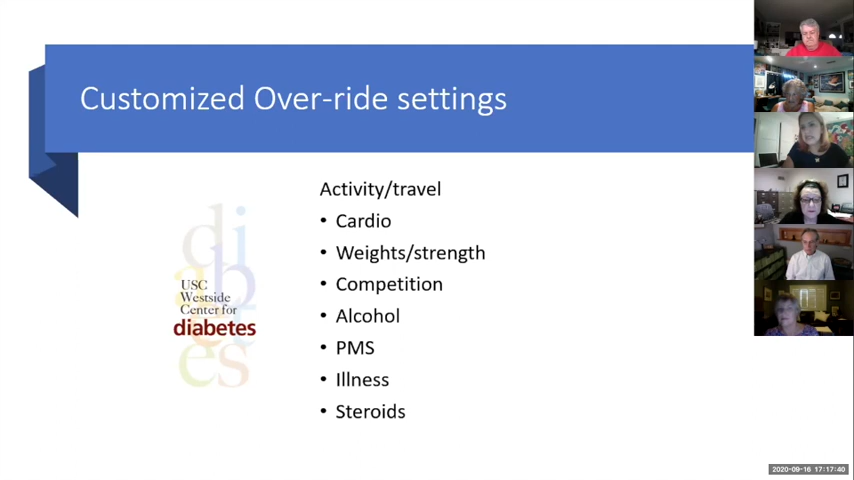 Customized Over-ride settings
Activity/travel
• Cardio
• Weights/strength
• Competition
• Alcohol
• PMS
• Illness
• Steroids
USC
Westside
Center for
diabetes
diabetes
2020-09-16 17:17:40